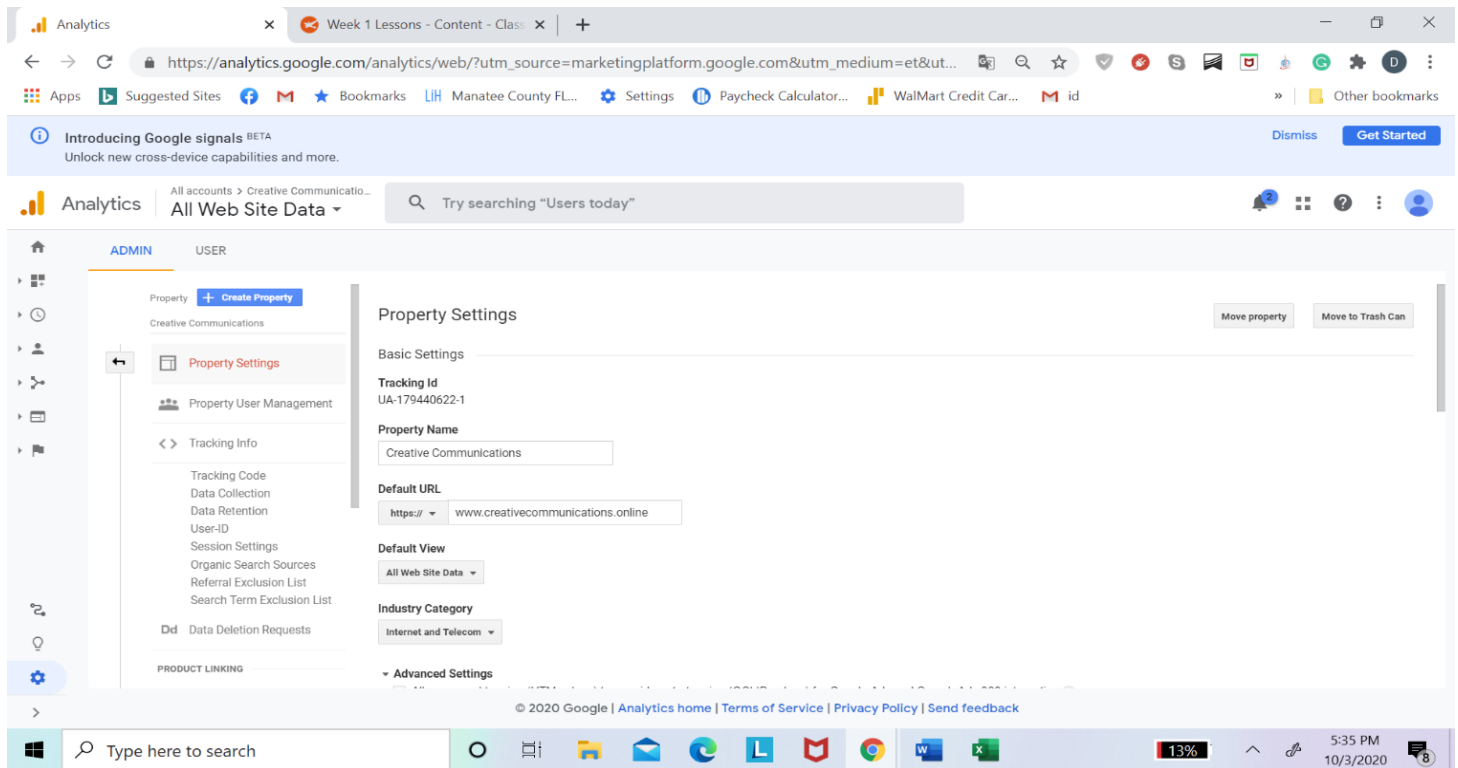 Analytics
Week 1 Lessons - Content - Class
https://analytics.google.com/analytics/web/?utm_source=marketingplatform.google.com&utm_medium=et&ut...
D
Apps Suggested Sites Bookmarks LIH Manatee County FL... Settings Paycheck Calculator... WalMart Credit Car... id » Other bookmarks
Introducing Google signals BETA
Dismiss Get Started
Unlock new cross-device capabilities and more.
Analytics
All accounts > Creative Communicatio...
All Web Site Data
Try searching “Users today”
2
ADMIN USER
Property + Create Property
Creative Communications
Property Settings
Property User Management
Tracking Info
Tracking Code
Data Collection
Data Retention
User-ID
Session Settings
Organic Search Sources
Referral Exclusion List
Search Term Exclusion List
Dd Data Deletion Requests
PRODUCT LINKING
Property Settings
Move property Move to Trash Can
Basic Settings
Tracking Id
UA-179440622-1
Property Name
Creative Communications
Default URL
https:// www.creativecommunications.online
Default View
All Web Site Data
Industry Category
Internet and Telecom
Advanced Settings
© 2020 Google | Analytics home | Terms of Service | Privacy Policy | Send feedback
Type here to search
L
13%
5:35 PM
10/3/2020
8